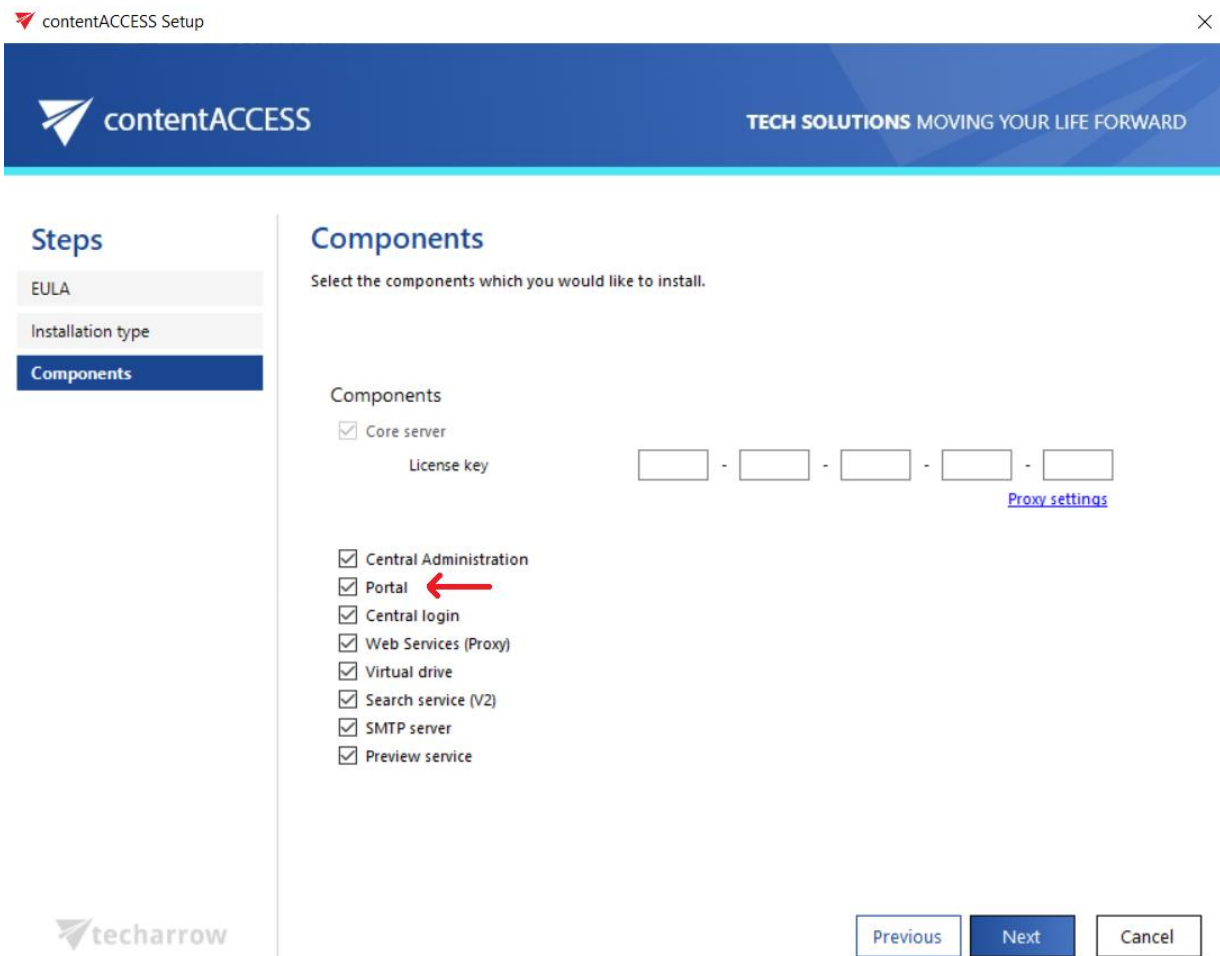 contentACCESS Setup
contentACCESS
TECH SOLUTIONS MOVING YOUR LIFE FORWARD
Steps
EULA
Installation type
Components
Components
Select the components which you would like to install.
Components
Core server
License key
- - - -
Proxy settings
Central Administration
Portal
Central login
Web Services (Proxy)
Virtual drive
Search service (V2)
SMTP server
Preview service
techarrow
Previous
Next
Cancel